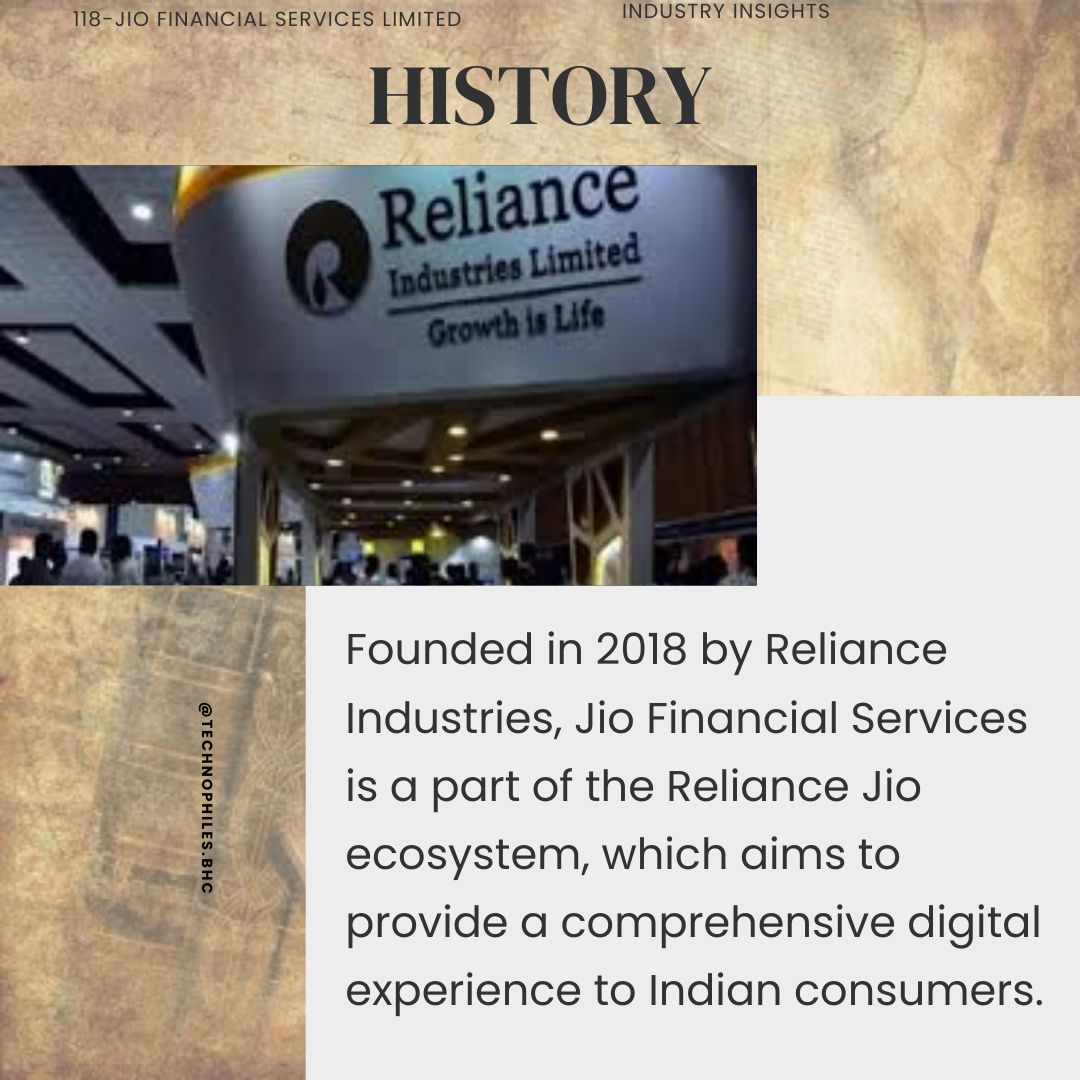 118-JIO FINANCIAL SERVICES LIMITED
INDUSTRY INSIGHTS
HISTORY
Reliance
Industries Limited
Growth is Life
Founded in 2018 by Reliance
Industries, Jio Financial Services
is a part of the Reliance Jio
ecosystem, which aims to
provide a comprehensive digital
experience to Indian consumers.
@TECHNOPHILES.BHC